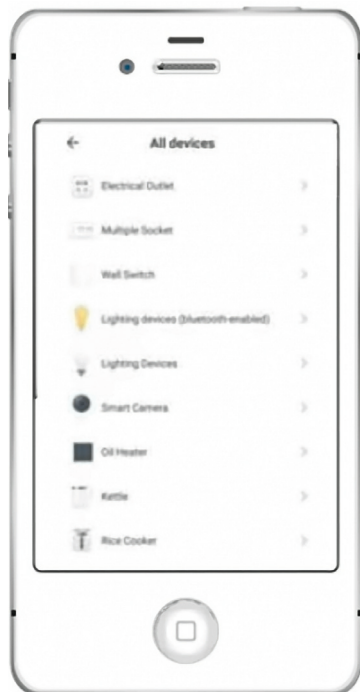 All devices
Electrical Outlet
Multiple Socket
Wall Switch
Lighting devices (bluetooth-enabled)
Lighting Devices
Smart Camera
Oil Heater
Kettle
Rice Cooker